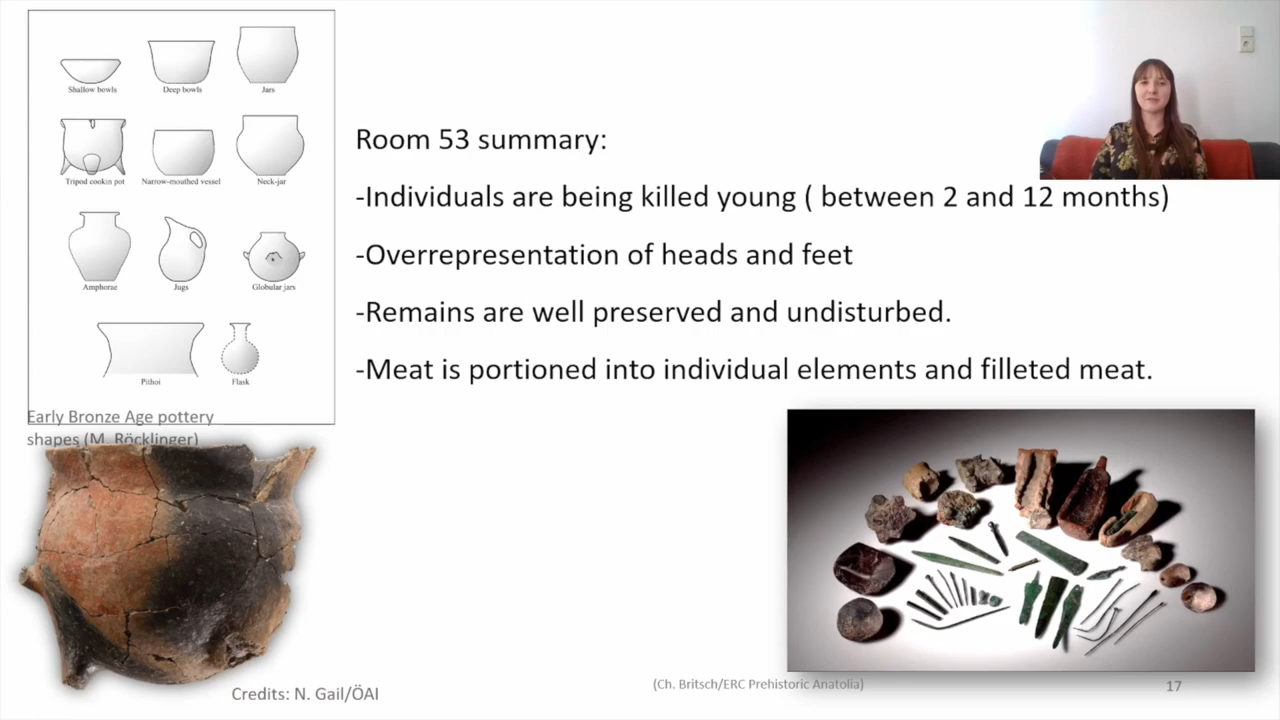 Shallow bowls
Deep bowls
Jars
Tripod cookin pot
Narrow-mouthed vessel
Neck-jar
Amphorae
Jugs
Globular jars
Pithoi
Flask
Early Bronze Age pottery
shapes (M. Röcklinger)
Room 53 summary:
-Individuals are being killed young ( between 2 and 12 months)
-Overrepresentation of heads and feet
-Remains are well preserved and undisturbed.
-Meat is portioned into individual elements and filleted meat.
Credits: N. Gail/ÖAI
(Ch. Britsch/ERC Prehistoric Anatolia)
17